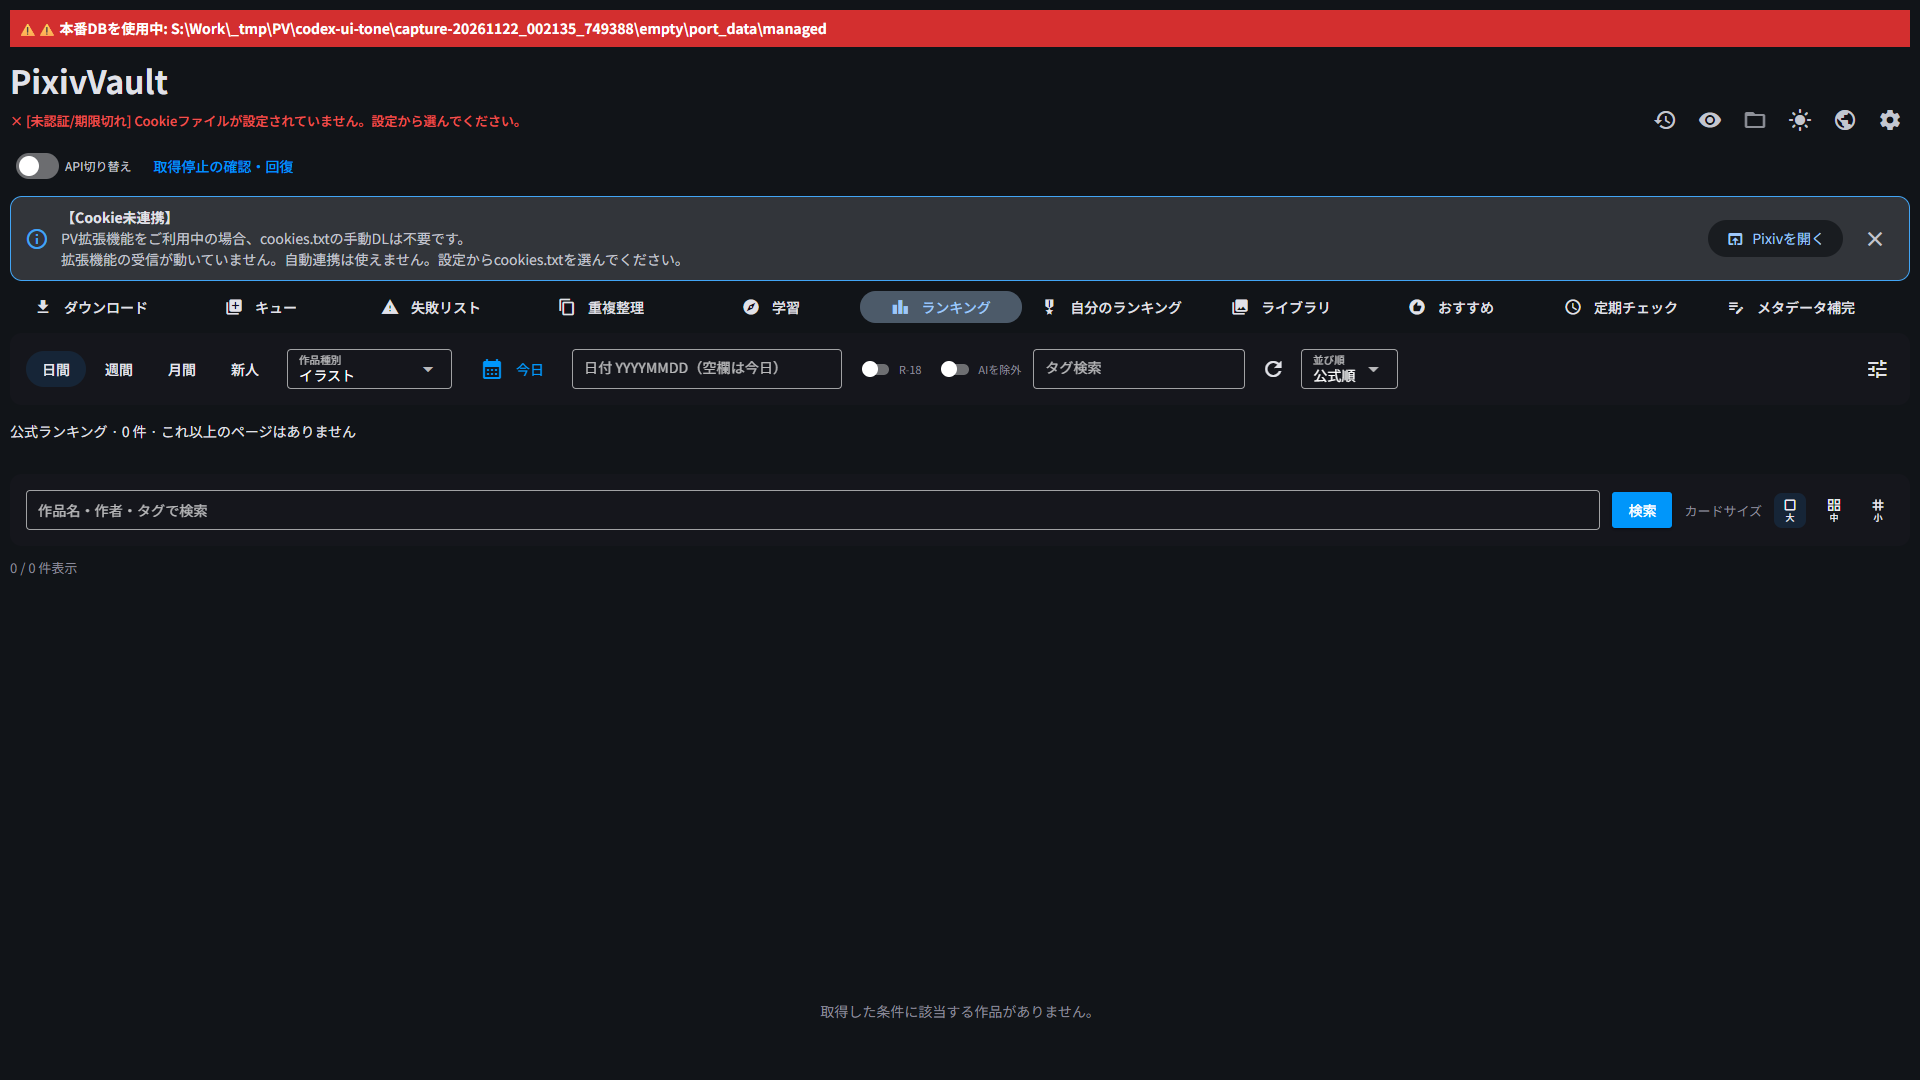 本番DBを使用中: S:\Work\_tmp\PV\codex-ui-tone\capture-20261122_002135_749388\empty\port_data\managed
PixivVault
✕ [未認証/期限切れ] Cookieファイルが設定されていません。設定から選んでください。
API切り替え 取得停止の確認・回復
【Cookie未連携】
PV拡張機能をご利用中の場合、cookies.txtの手動DLは不要です。
拡張機能の受信が動いていません。自動連携は使えません。設定からcookies.txtを選んでください。
Pixivを開く
ダウンロード キュー 失敗リスト 重複整理 学習 ランキング 自分のランキング ライブラリ おすすめ 定期チェック メタデータ補完
日間 週間 月間 新人 作品種別 イラスト 今日 日付 YYYYMMDD（空欄は今日） R-18 AIを除外 タグ検索 並び順 公式順
公式ランキング · 0 件 · これ以上のページはありません
作品名・作者・タグで検索 検索 カードサイズ 大 中 小
0 / 0 件表示
取得した条件に該当する作品がありません。